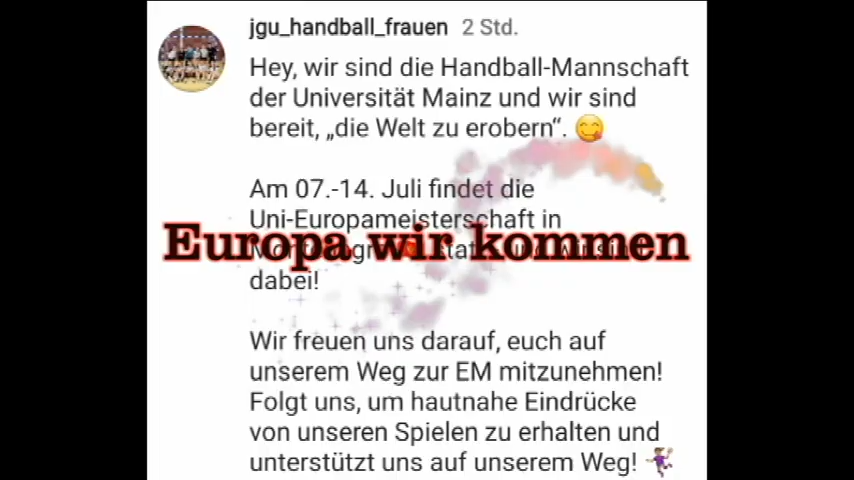 jgu_handball_frauen 2 Std.
Hey, wir sind die Handball-Mannschaft
der Universität Mainz und wir sind
bereit, „die Welt zu erobern“. 😋
Am 07.-14. Juli findet die
Uni-Europameisterschaft in
Europa wir kommen
dabei!
Wir freuen uns darauf, euch auf
unserem Weg zur EM mitzunehmen!
Folgt uns, um hautnahe Eindrücke
von unseren Spielen zu erhalten und
unterstützt uns auf unserem Weg! 🤾🏽‍♀️